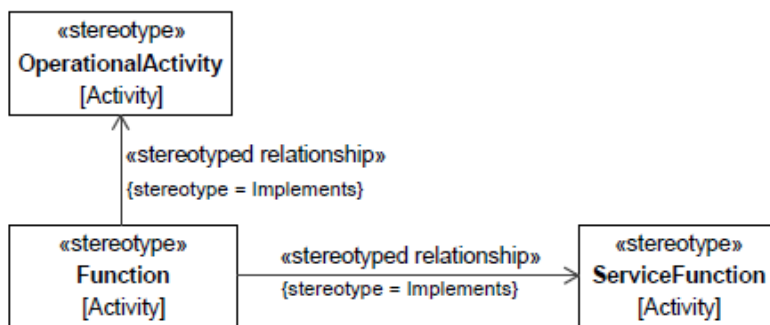 «stereotype»
OperationalActivity
[Activity]
«stereotyped relationship»
{stereotype = Implements}
«stereotype»
Function
[Activity]
«stereotyped relationship»
{stereotype = Implements}
«stereotype»
ServiceFunction
[Activity]